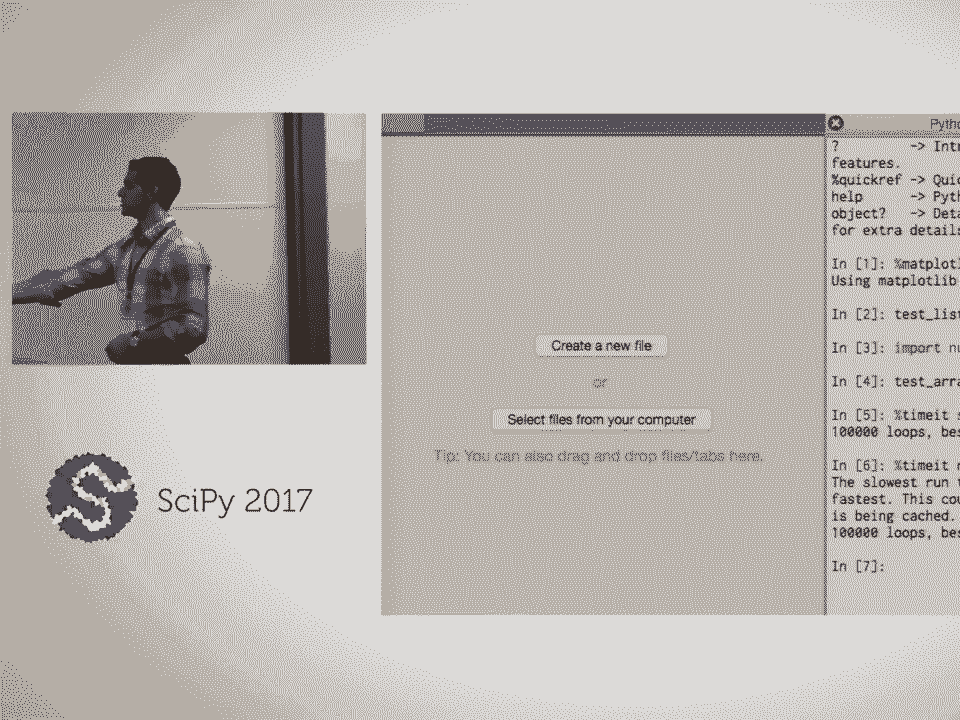 Create a new file
or
Select files from your computer
Tip: You can also drag and drop files/tabs here.
SciPy 2017
?         -> Intr
features.
%quickref -> Quic
help      -> Pyth
object?   -> Deta
for extra details
In [1]: %matplotl
Using matplotlib
In [2]: test_list
In [3]: import nu
In [4]: test_arra
In [5]: %timeit s
100000 loops, bes
In [6]: %timeit n
The slowest run t
fastest. This cou
is being cached.
100000 loops, bes
In [7]: